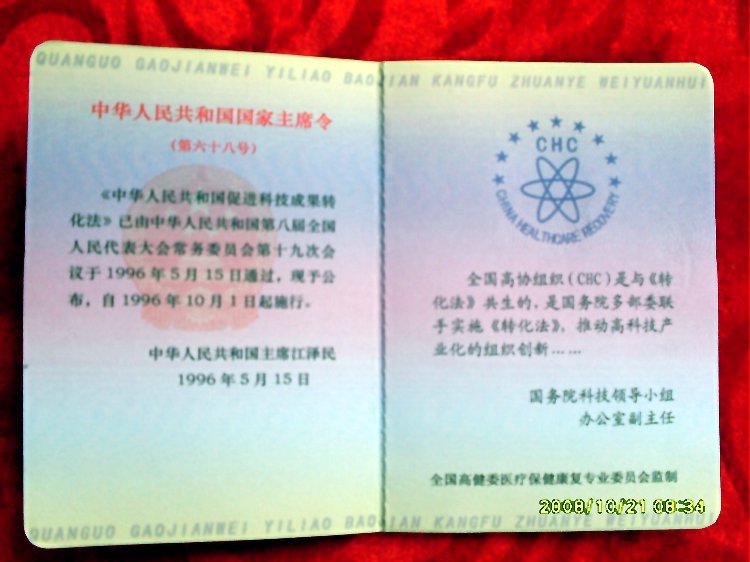 QUANGUO GAOJIANWEI YILIAO BAOJIAN KANGFU ZHUANYE WEIYUANHUI
中华人民共和国国家主席令
（第六十八号）
《中华人民共和国促进科技成果转
化法》已由中华人民共和国第八届全国
人民代表大会常务委员会第十九次会
议于1996年5月15日通过，现予公
布，自1996年10月1日起施行。
中华人民共和国主席江泽民
1996年5月15日
CHC
CHINA HEALTHCARE RECOVERY
全国高协组织(CHC)是与《转
化法》共生的，是国务院多部委联
手实施《转化法》，推动高科技产
业化的组织创新……
国务院科技领导小组
办公室副主任
全国高健委医疗保健康复专业委员会监制
QUANGUO GAOJIANWEI YILIAO BAOJIAN KANGFU ZHUANYE WEIYUANHUI
2008/10/21 08:34